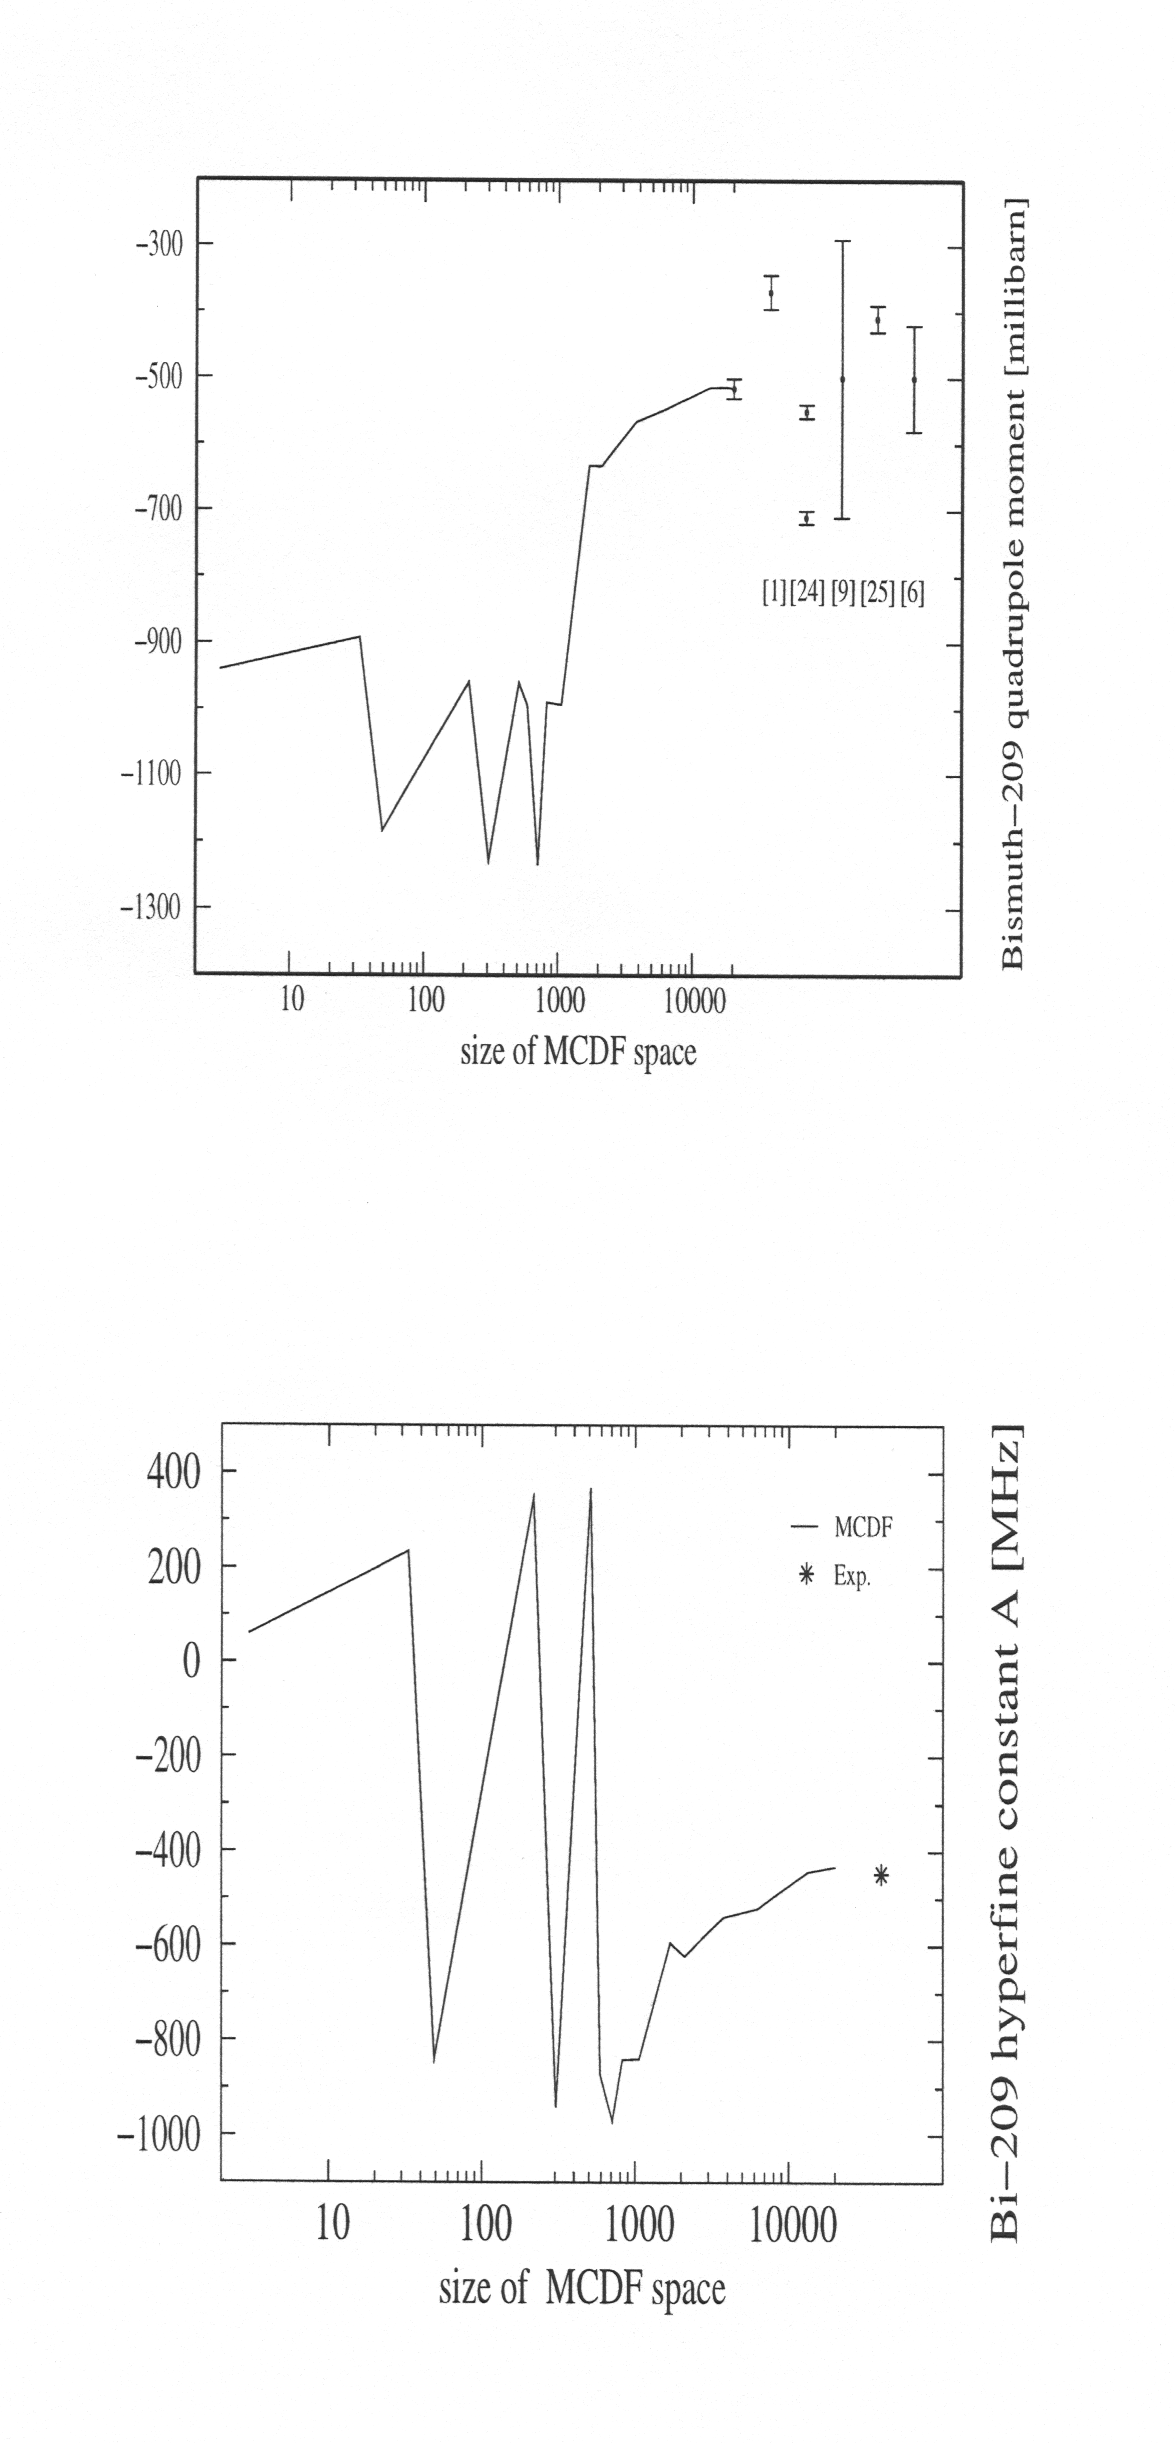 −300
−500
−700
−900
−1100
−1300
10 100 1000 10000
size of MCDF space
[1] [24] [9] [25] [6]
Bismuth−209 quadrupole moment [millibarn]
400
200
0
−200
−400
−600
−800
−1000
10 100 1000 10000
size of MCDF space
MCDF
Exp.
Bi−209 hyperfine constant A [MHz]